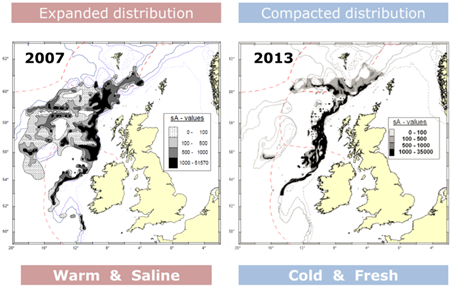 Expanded distribution
Compacted distribution
2007
2013
sA - values
0 - 100
100 - 500
500 - 1000
1000 - 51570
sA - values
0 - 100
100 - 500
500 - 1000
1000 - 35000
Warm & Saline
Cold & Fresh